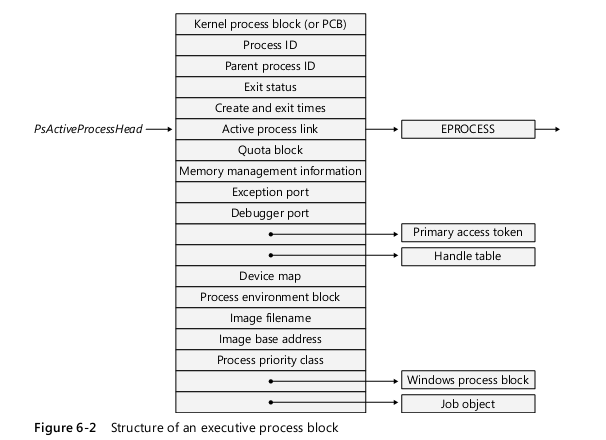 Kernel process block (or PCB)
Process ID
Parent process ID
Exit status
Create and exit times
PsActiveProcessHead
Active process link
EPROCESS
Quota block
Memory management information
Exception port
Debugger port
Primary access token
Handle table
Device map
Process environment block
Image filename
Image base address
Process priority class
Windows process block
Job object
Figure 6-2 Structure of an executive process block